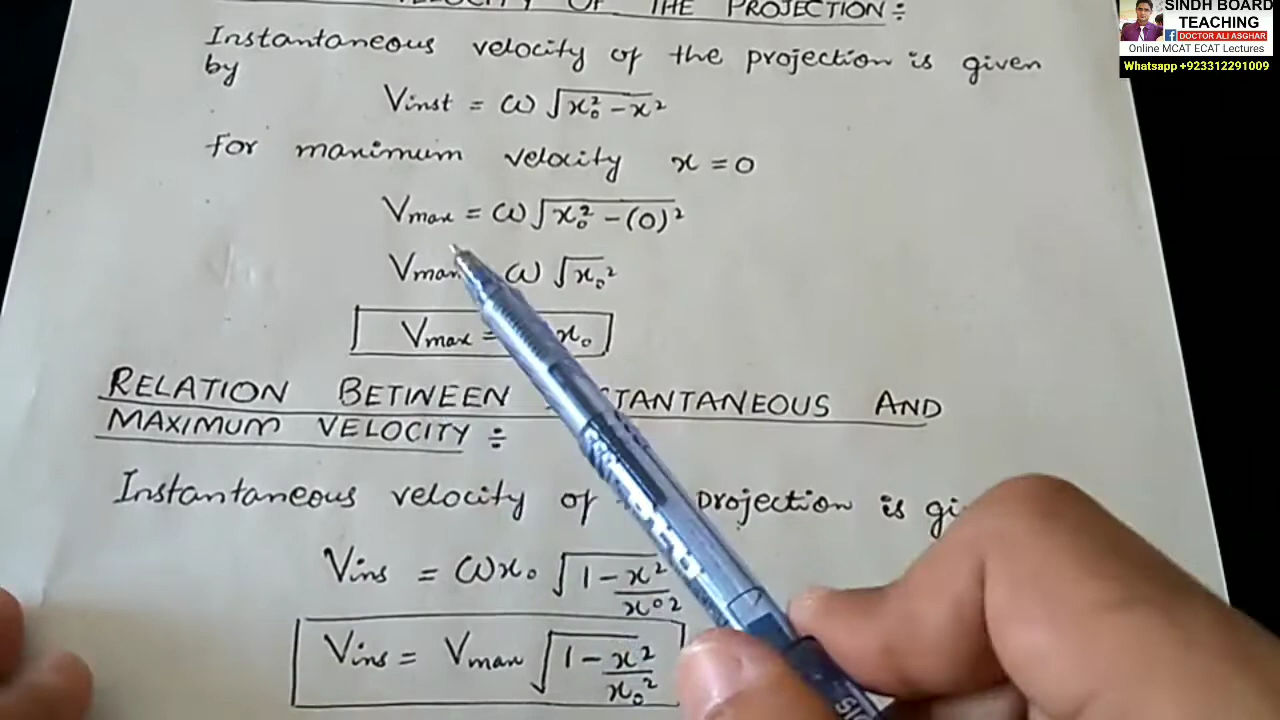 VELOCITY OF THE PROJECTION:
Instantaneous velocity of the projection is given
by
Vinst = ω √x₀² - x²
For maximum velocity x = 0
Vmax = ω √x₀² - (0)²
Vmax ω √x₀²
Vmax = x₀
RELATION BETWEEN AND
MAXIMUM VELOCITY :
Instantaneous velocity of projection is
Vins = ωx₀ √1 - x²/x₀²
Vins = Vmax √1 - x²/x₀²
SINDH BOARD
TEACHING
f DOCTOR ALI ASGHAR
Online MCAT ECAT Lectures
Whatsapp +923312291009